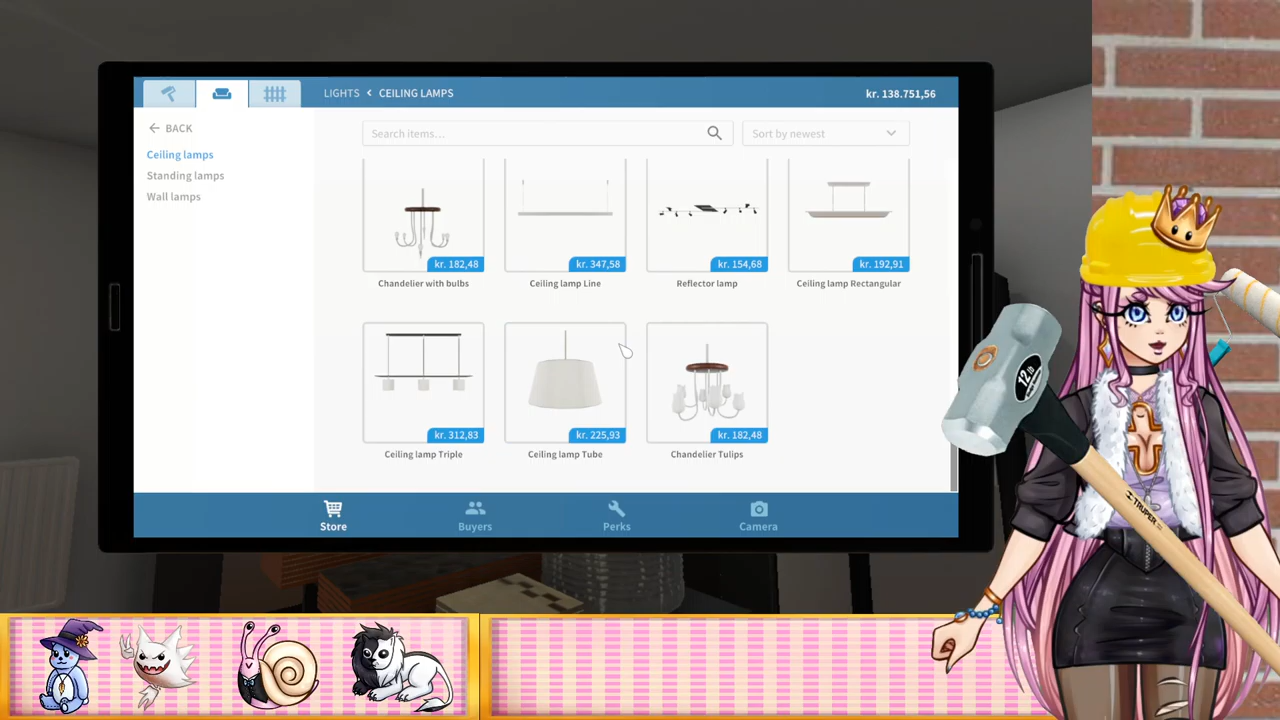 LIGHTS < CEILING LAMPS
kr. 138.751,56
BACK
Search items...
Sort by newest
Ceiling lamps
Standing lamps
Wall lamps
kr. 182,48
kr. 347,58
kr. 154,68
kr. 192,91
Chandelier with bulbs
Ceiling lamp Line
Reflector lamp
Ceiling lamp Rectangular
kr. 312,83
kr. 225,93
kr. 182,48
Ceiling lamp Triple
Ceiling lamp Tube
Chandelier Tulips
Store
Buyers
Perks
Camera
12 lb
TRUPER